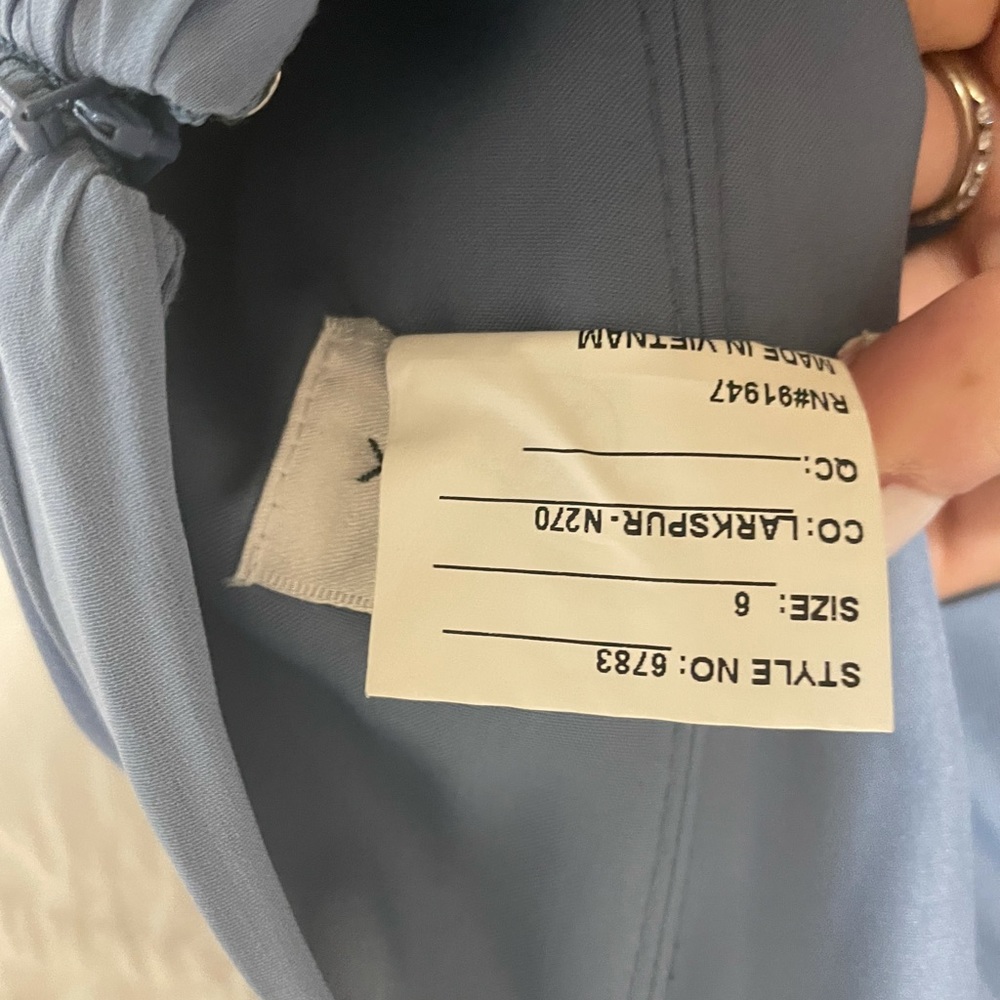 STYLE NO: 6783
SIZE: 6
CO: LARKSPUR-N270
QC:
RN#91947
MADE IN VIETNAM